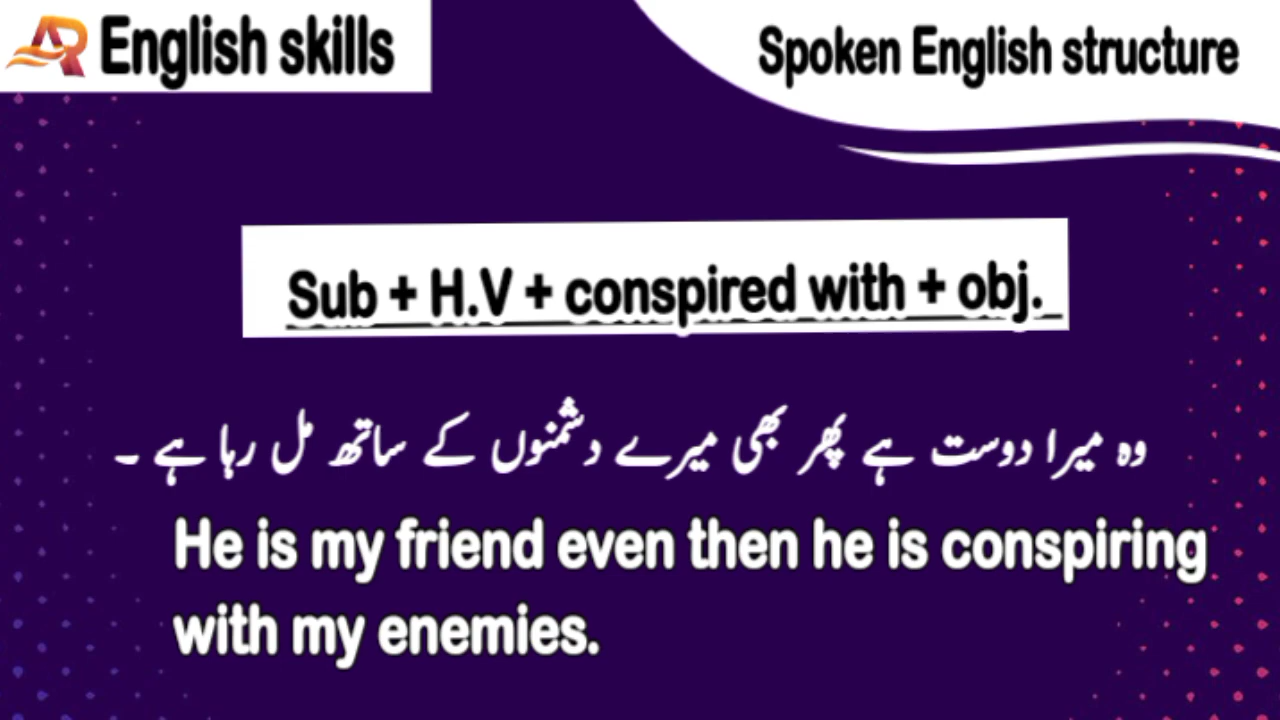 AR English skills
Spoken English structure
Sub + H.V + conspired with + obj.
وہ میرا دوست ہے پھر بھی میرے دشمنوں کے ساتھ مل رہا ہے ۔
He is my friend even then he is conspiring
with my enemies.